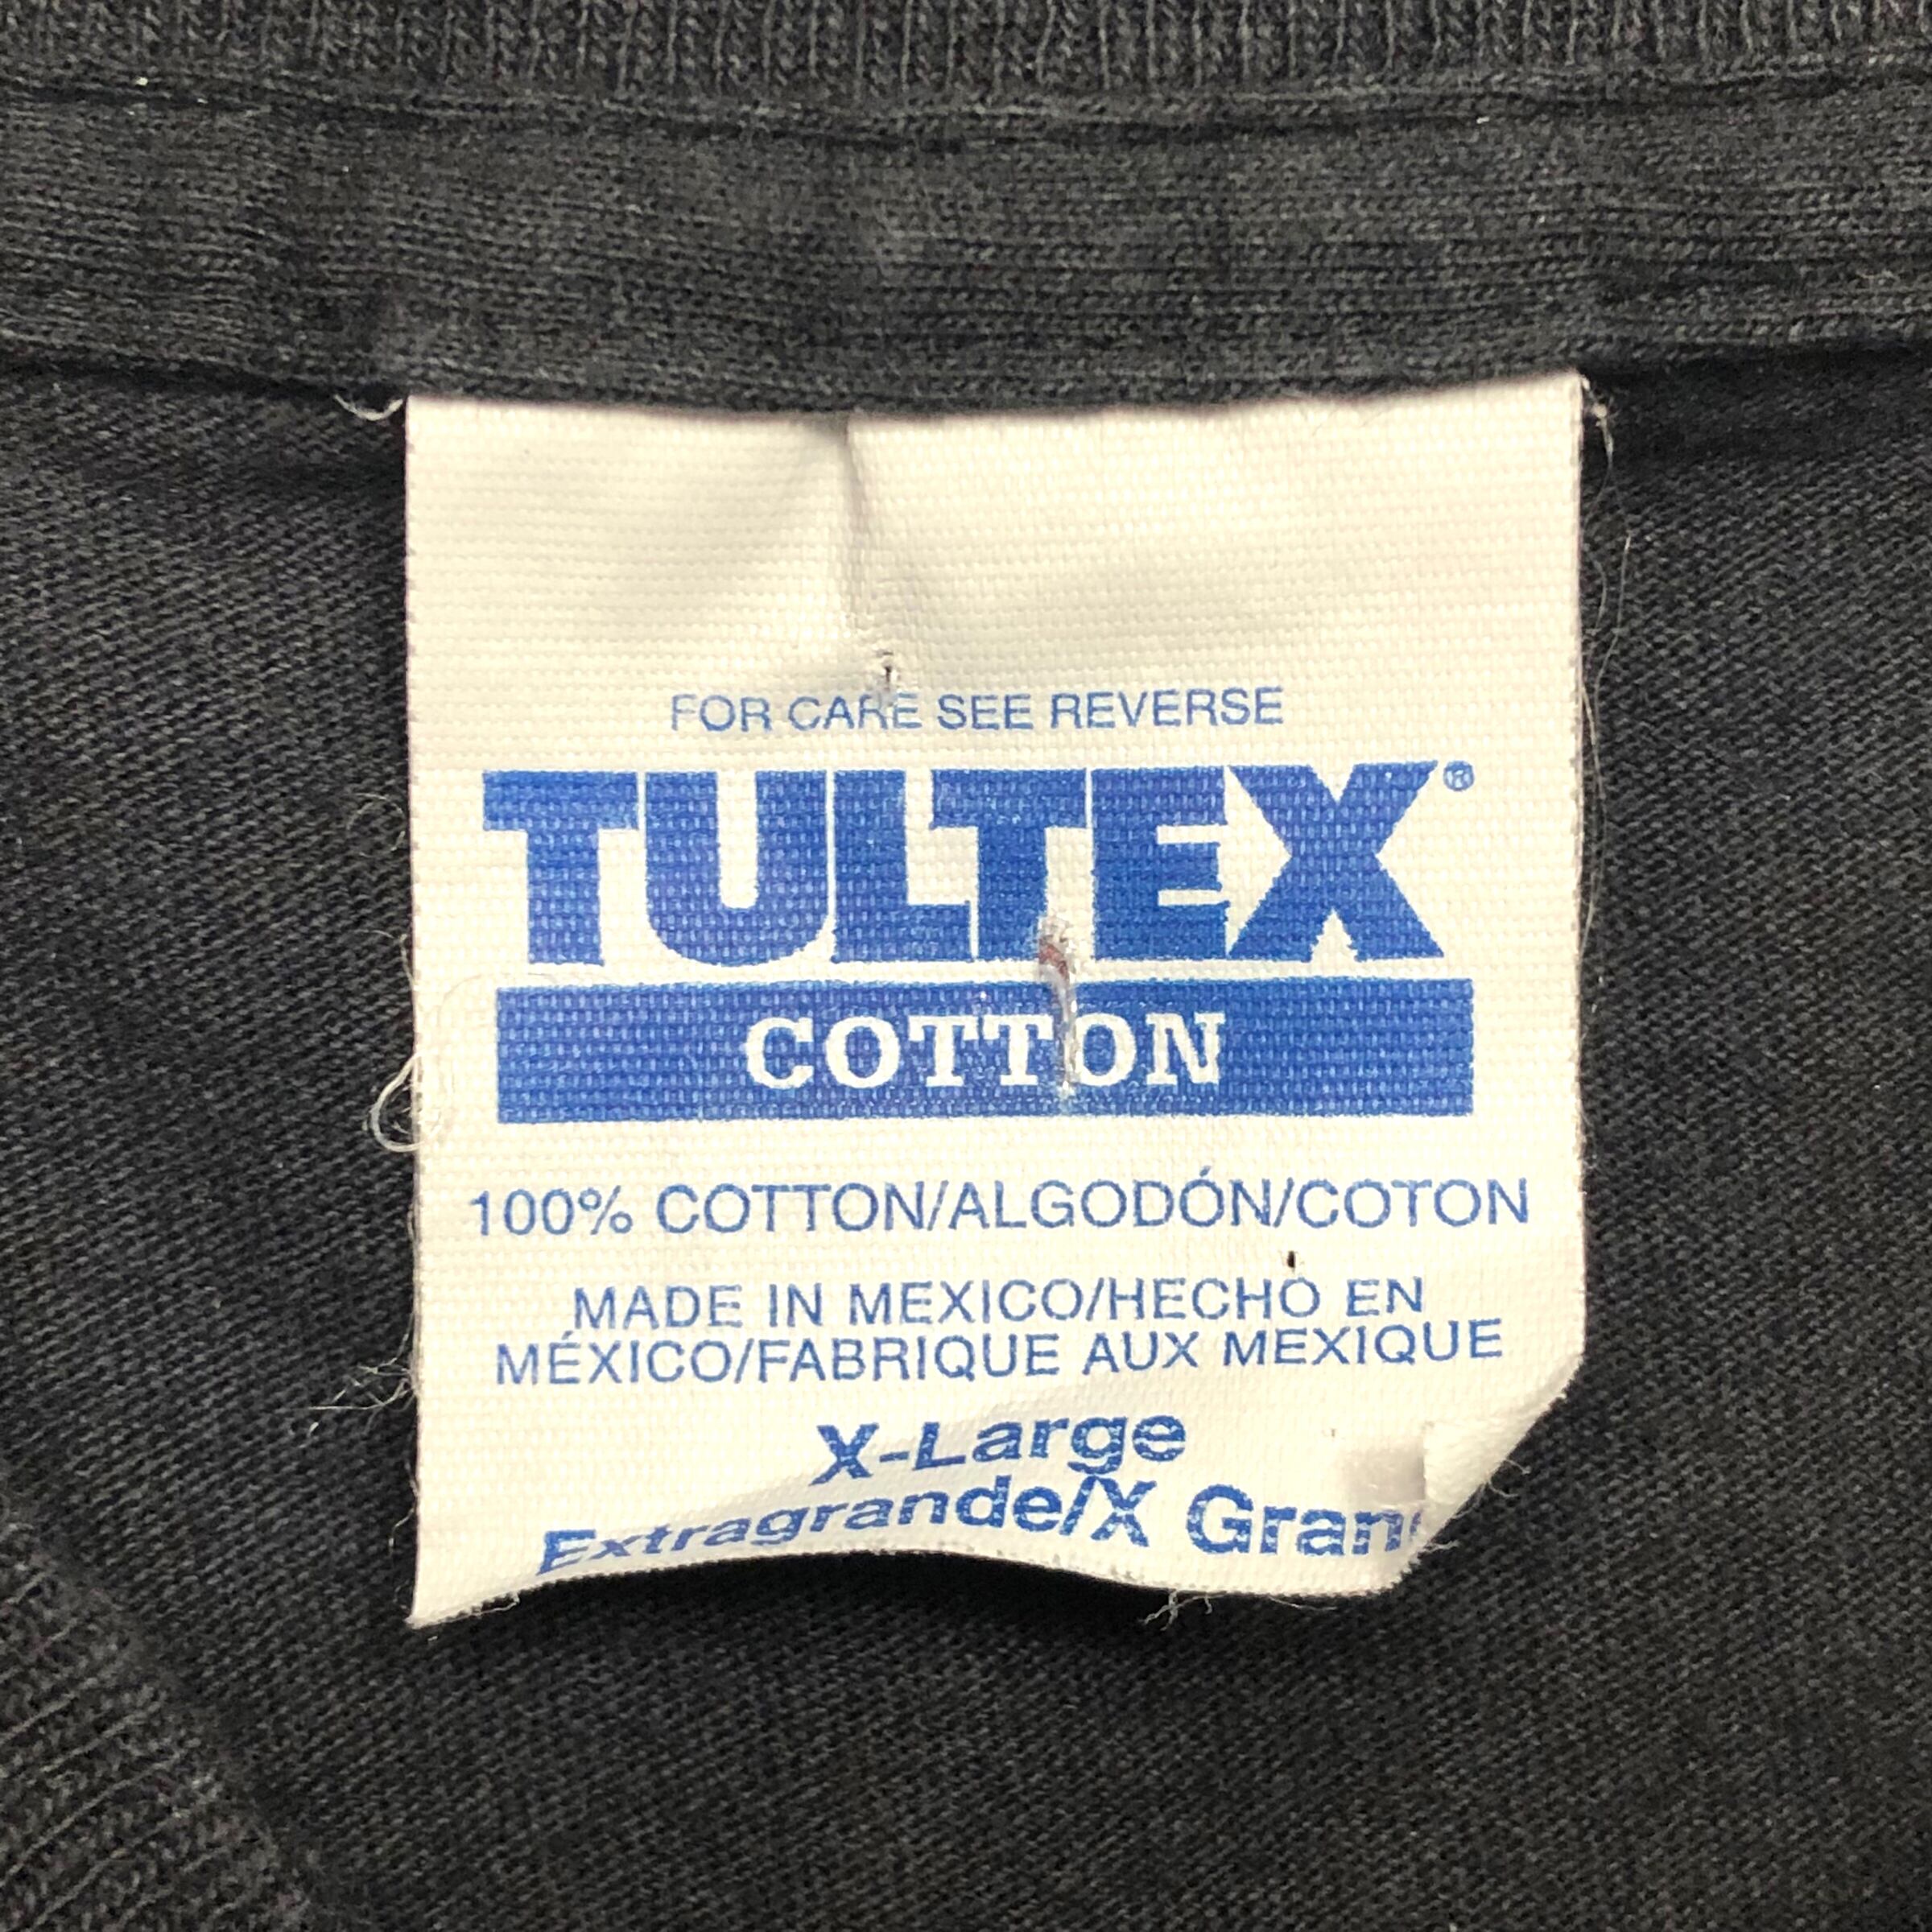 FOR CARE SEE REVERSE
TULTEX®
COTTON
100% COTTON/ALGODÓN/COTON
MADE IN MEXICO/HECHO EN
MÉXICO/FABRIQUE AUX MEXIQUE
X-Large
Extragrande/X